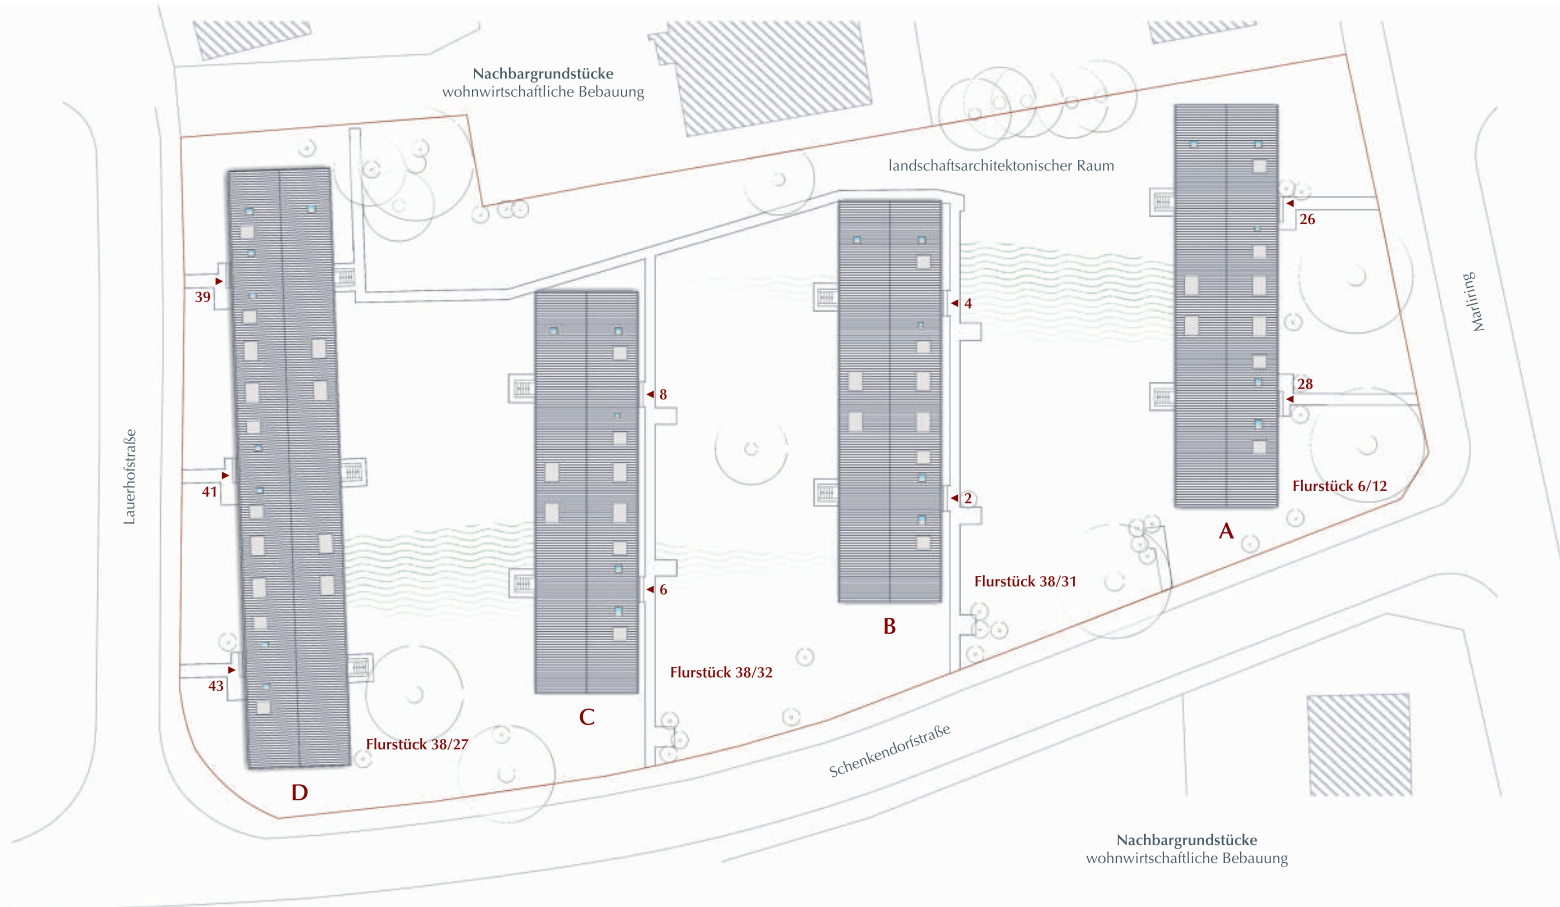 Nachbargrundstücke
wohnwirtschaftliche Bebauung
landschaftsarchitektonischer Raum
26
39
4
Marliring
28
8
41
2
Lauerhofstraße
Flurstück 6/12
A
Flurstück 38/31
6
B
Flurstück 38/32
43
C
Flurstück 38/27
Schenkendorfstraße
D
Nachbargrundstücke
wohnwirtschaftliche Bebauung